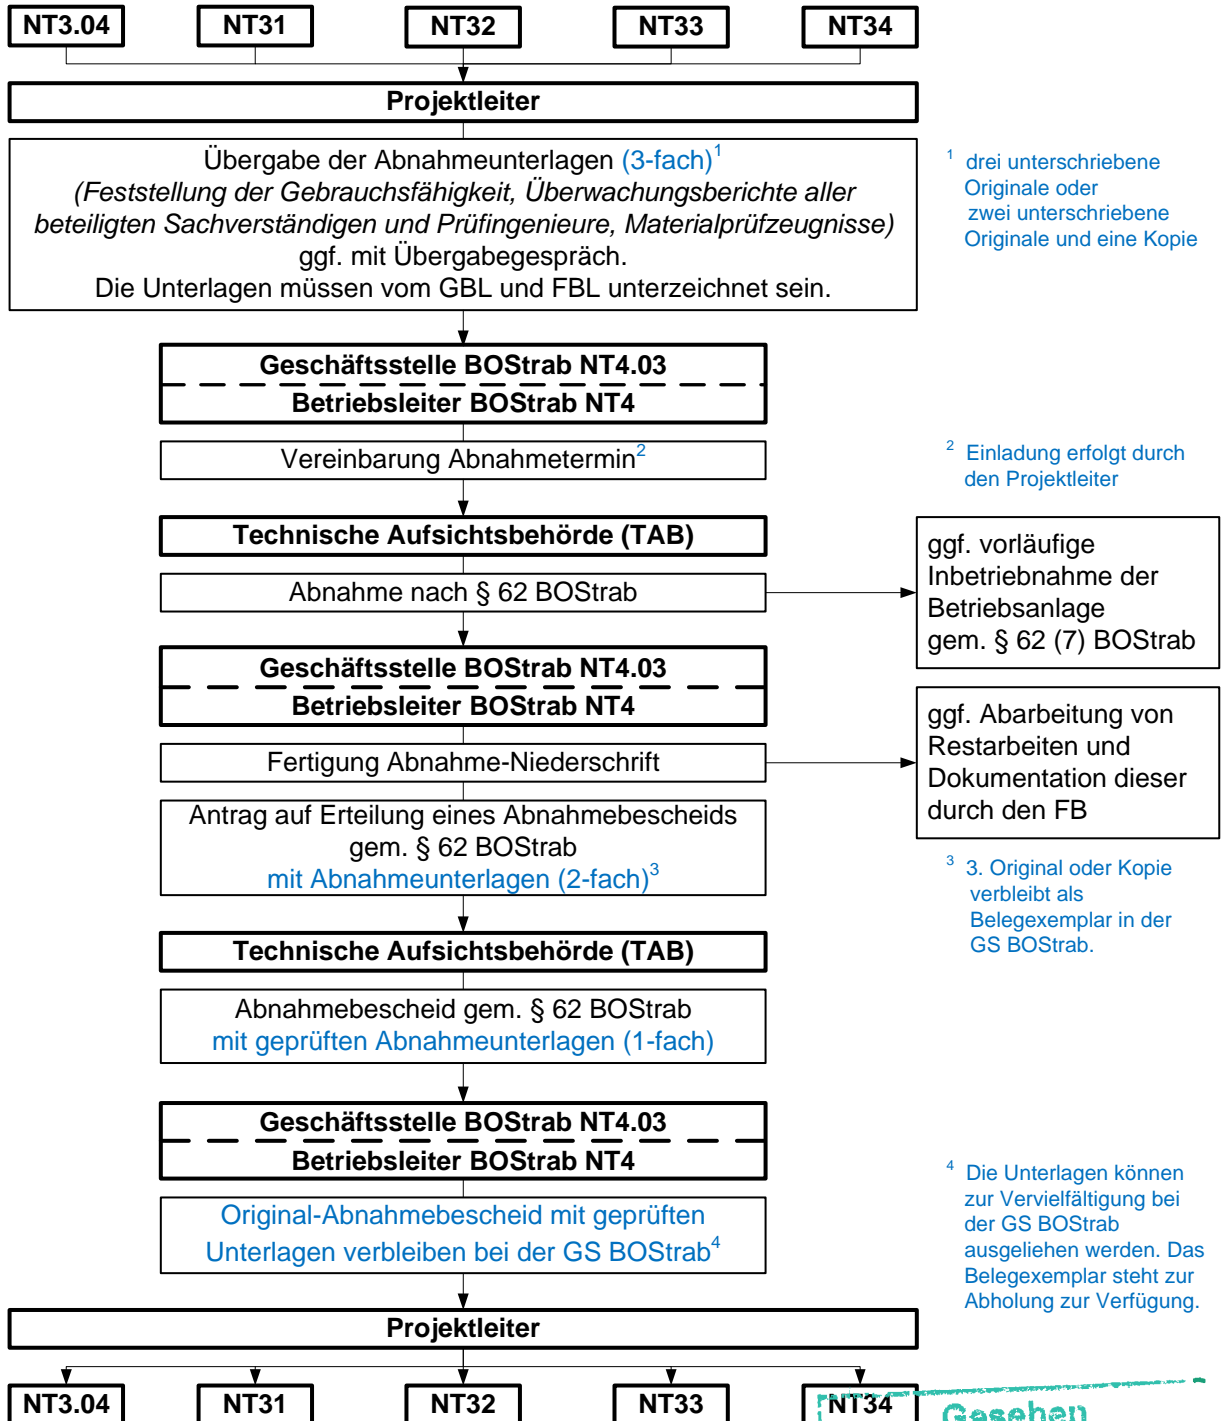 NT3.04 NT31 NT32 NT33 NT34
Projektleiter
Übergabe der Abnahmeunterlagen (3-fach)¹
(Feststellung der Gebrauchsfähigkeit, Überwachungsberichte aller
beteiligten Sachverständigen und Prüfingenieure, Materialprüfzeugnisse)
ggf. mit Übergabegespräch.
Die Unterlagen müssen vom GBL und FBL unterzeichnet sein.
¹ drei unterschriebene
Originale oder
zwei unterschriebene
Originale und eine Kopie
Geschäftsstelle BOStrab NT4.03
Betriebsleiter BOStrab NT4
Vereinbarung Abnahmetermin²
² Einladung erfolgt durch
den Projektleiter
Technische Aufsichtsbehörde (TAB)
Abnahme nach § 62 BOStrab
ggf. vorläufige
Inbetriebnahme der
Betriebsanlage
gem. § 62 (7) BOStrab
Geschäftsstelle BOStrab NT4.03
Betriebsleiter BOStrab NT4
Fertigung Abnahme-Niederschrift
ggf. Abarbeitung von
Restarbeiten und
Dokumentation dieser
durch den FB
Antrag auf Erteilung eines Abnahmebescheids
gem. § 62 BOStrab
mit Abnahmeunterlagen (2-fach)³
³ 3. Original oder Kopie
verbleibt als
Belegexemplar in der
GS BOStrab.
Technische Aufsichtsbehörde (TAB)
Abnahmebescheid gem. § 62 BOStrab
mit geprüften Abnahmeunterlagen (1-fach)
Geschäftsstelle BOStrab NT4.03
Betriebsleiter BOStrab NT4
Original-Abnahmebescheid mit geprüften
Unterlagen verbleiben bei der GS BOStrab⁴
⁴ Die Unterlagen können
zur Vervielfältigung bei
der GS BOStrab
ausgeliehen werden. Das
Belegexemplar steht zur
Abholung zur Verfügung.
Projektleiter
NT3.04 NT31 NT32 NT33 NT34
Gesehen